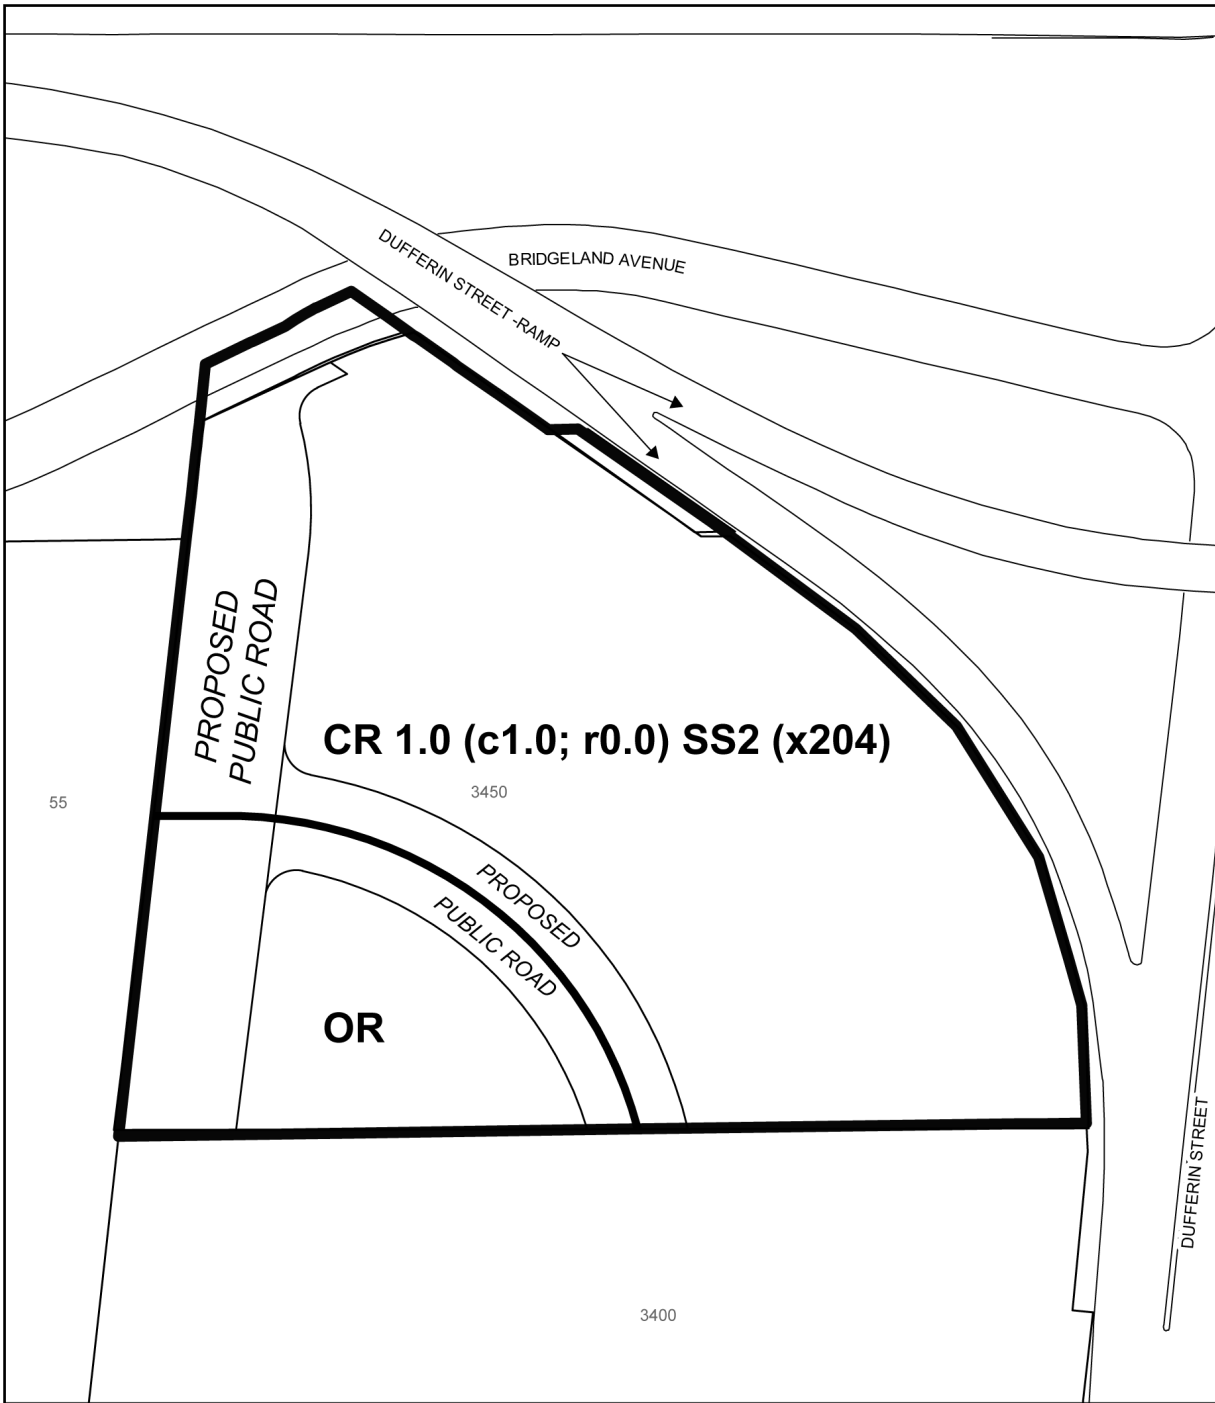 DUFFERIN STREET -RAMP
BRIDGELAND AVENUE
PROPOSED
PUBLIC ROAD
CR 1.0 (c1.0; r0.0) SS2 (x204)
3450
55
PROPOSED
PUBLIC ROAD
OR
DUFFERIN STREET
3400